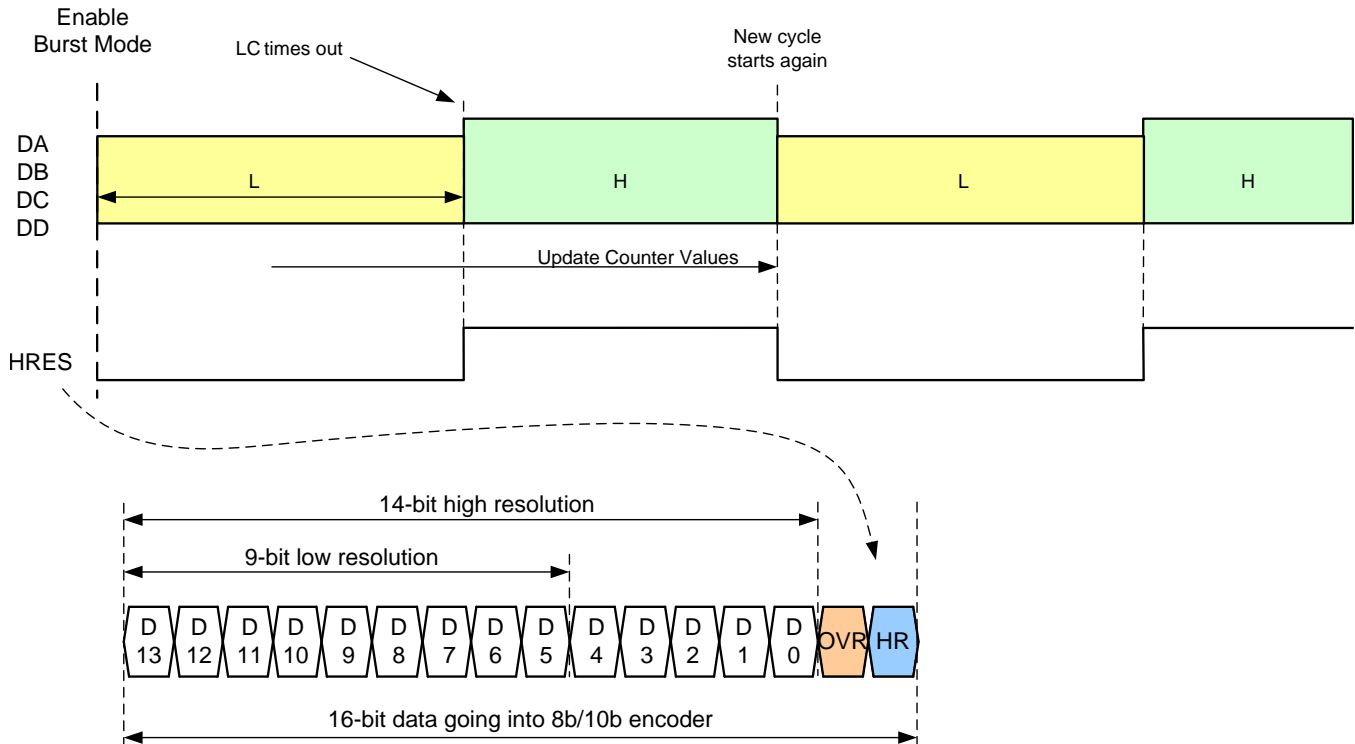 Enable
Burst Mode
LC times out
New cycle
starts again
DA
DB
DC
DD
L
H
L
H
Update Counter Values
HRES
14-bit high resolution
9-bit low resolution
D D D D D D D D D D D D D D
13 12 11 10 9 8 7 6 5 4 3 2 1 0
OVR HR
16-bit data going into 8b/10b encoder